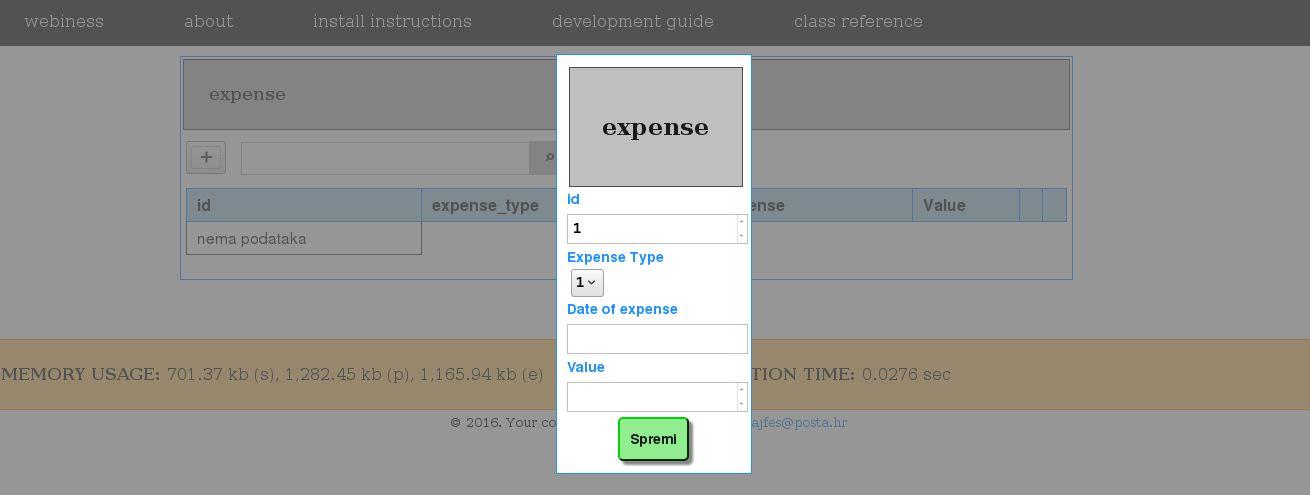 webiness about install instructions development guide class reference
expense
+
id expense_type ense Value
nema podataka
expense
id
1
Expense Type
1
Date of expense
Value
Spremi
MEMORY USAGE: 701.37 kb (s), 1,282.45 kb (p), 1,165.94 kb (e) TION TIME: 0.0276 sec
© 2016. Your co ajfes@posta.hr